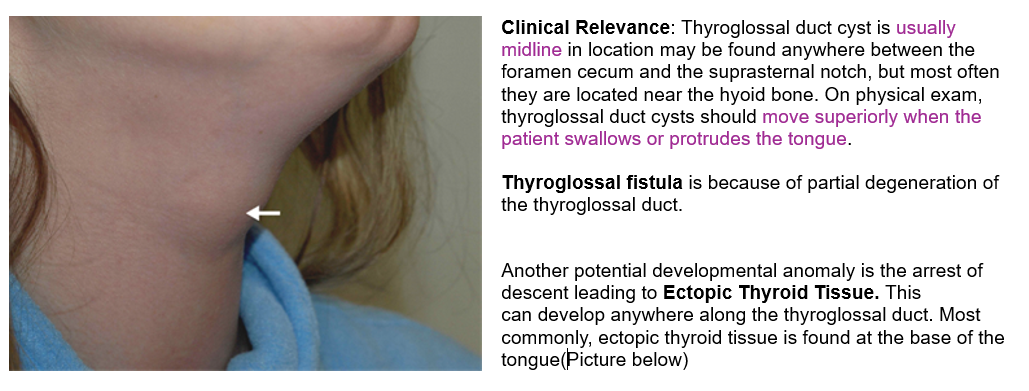 Clinical Relevance: Thyroglossal duct cyst is usually
midline in location may be found anywhere between the
foramen cecum and the suprasternal notch, but most often
they are located near the hyoid bone. On physical exam,
thyroglossal duct cysts should move superiorly when the
patient swallows or protrudes the tongue.
Thyroglossal fistula is because of partial degeneration of
the thyroglossal duct.
Another potential developmental anomaly is the arrest of
descent leading to Ectopic Thyroid Tissue. This
can develop anywhere along the thyroglossal duct. Most
commonly, ectopic thyroid tissue is found at the base of the
tongue(Picture below)